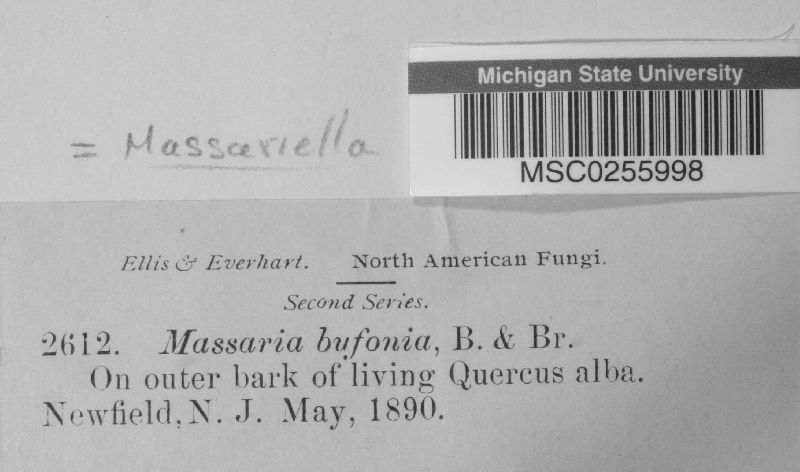 Michigan State University
MSC0255998
= Massariella
Ellis & Everhart. North American Fungi.
Second Series.
2612. Massaria bufonia, B. & Br.
On outer bark of living Quercus alba.
Newfield, N. J. May, 1890.